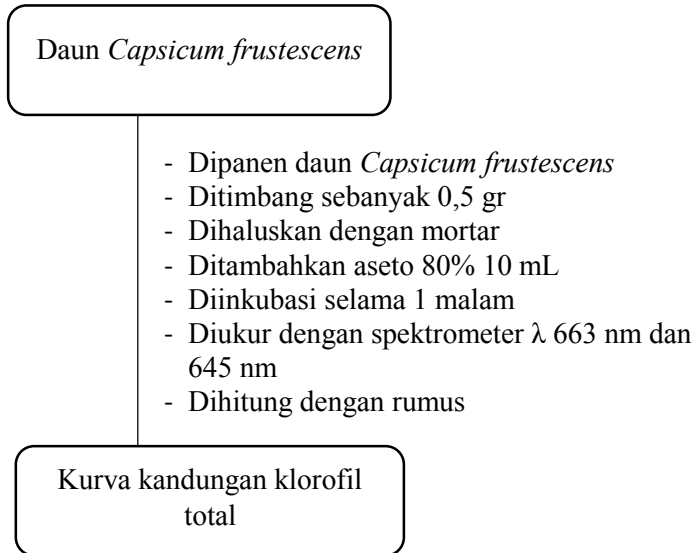 Daun Capsicum frustescens
- Dipanen daun Capsicum frustescens
- Ditimbang sebanyak 0,5 gr
- Dihaluskan dengan mortar
- Ditambahkan aseto 80% 10 mL
- Diinkubasi selama 1 malam
- Diukur dengan spektrometer λ 663 nm dan
645 nm
- Dihitung dengan rumus
Kurva kandungan klorofil
total